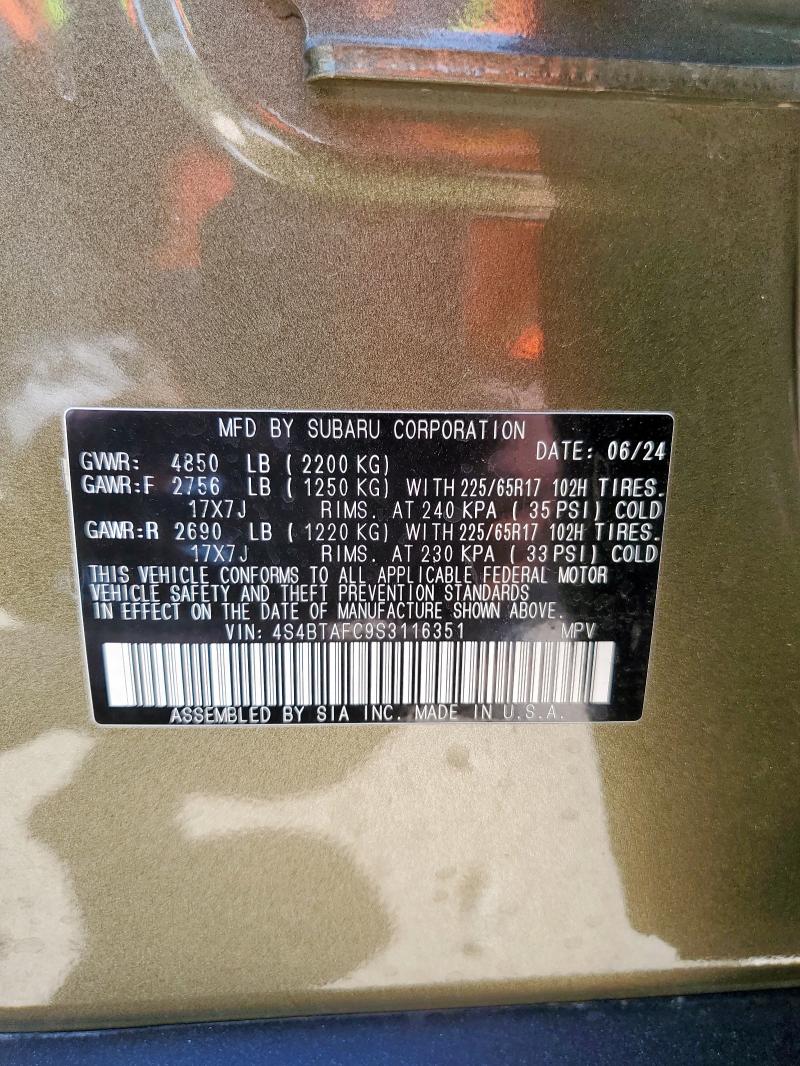 MFD BY SUBARU CORPORATION
DATE: 06/24
GVWR: 4850 LB ( 2200 KG)
GAWR:F 2756 LB ( 1250 KG) WITH 225/65R17 102H TIRES.
17X7J RIMS. AT 240 KPA ( 35 PSI) COLD
GAWR:R 2690 LB ( 1220 KG) WITH 225/65R17 102H TIRES.
17X7J RIMS. AT 230 KPA ( 33 PSI) COLD
THIS VEHICLE CONFORMS TO ALL APPLICABLE FEDERAL MOTOR
VEHICLE SAFETY AND THEFT PREVENTION STANDARDS
IN EFFECT ON THE DATE OF MANUFACTURE SHOWN ABOVE.
VIN: 4S4BTAFC9S3116351 MPV
ASSEMBLED BY SIA INC. MADE IN U.S.A.